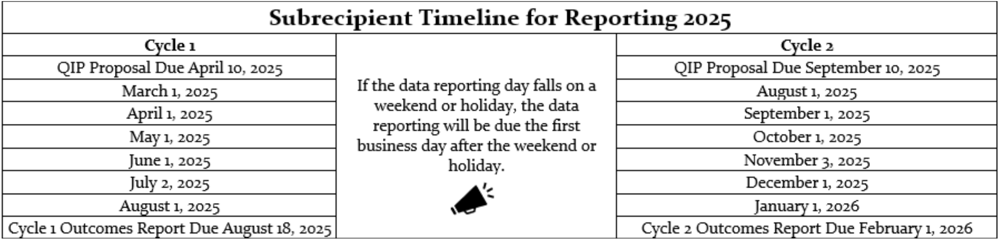 Subrecipient Timeline for Reporting 2025
Cycle 1
QIP Proposal Due April 10, 2025
March 1, 2025
April 1, 2025
May 1, 2025
June 1, 2025
July 2, 2025
August 1, 2025
Cycle 1 Outcomes Report Due August 18, 2025
If the data reporting day falls on a
weekend or holiday, the data
reporting will be due the first
business day after the weekend or
holiday.
Cycle 2
QIP Proposal Due September 10, 2025
August 1, 2025
September 1, 2025
October 1, 2025
November 3, 2025
December 1, 2025
January 1, 2026
Cycle 2 Outcomes Report Due February 1, 2026